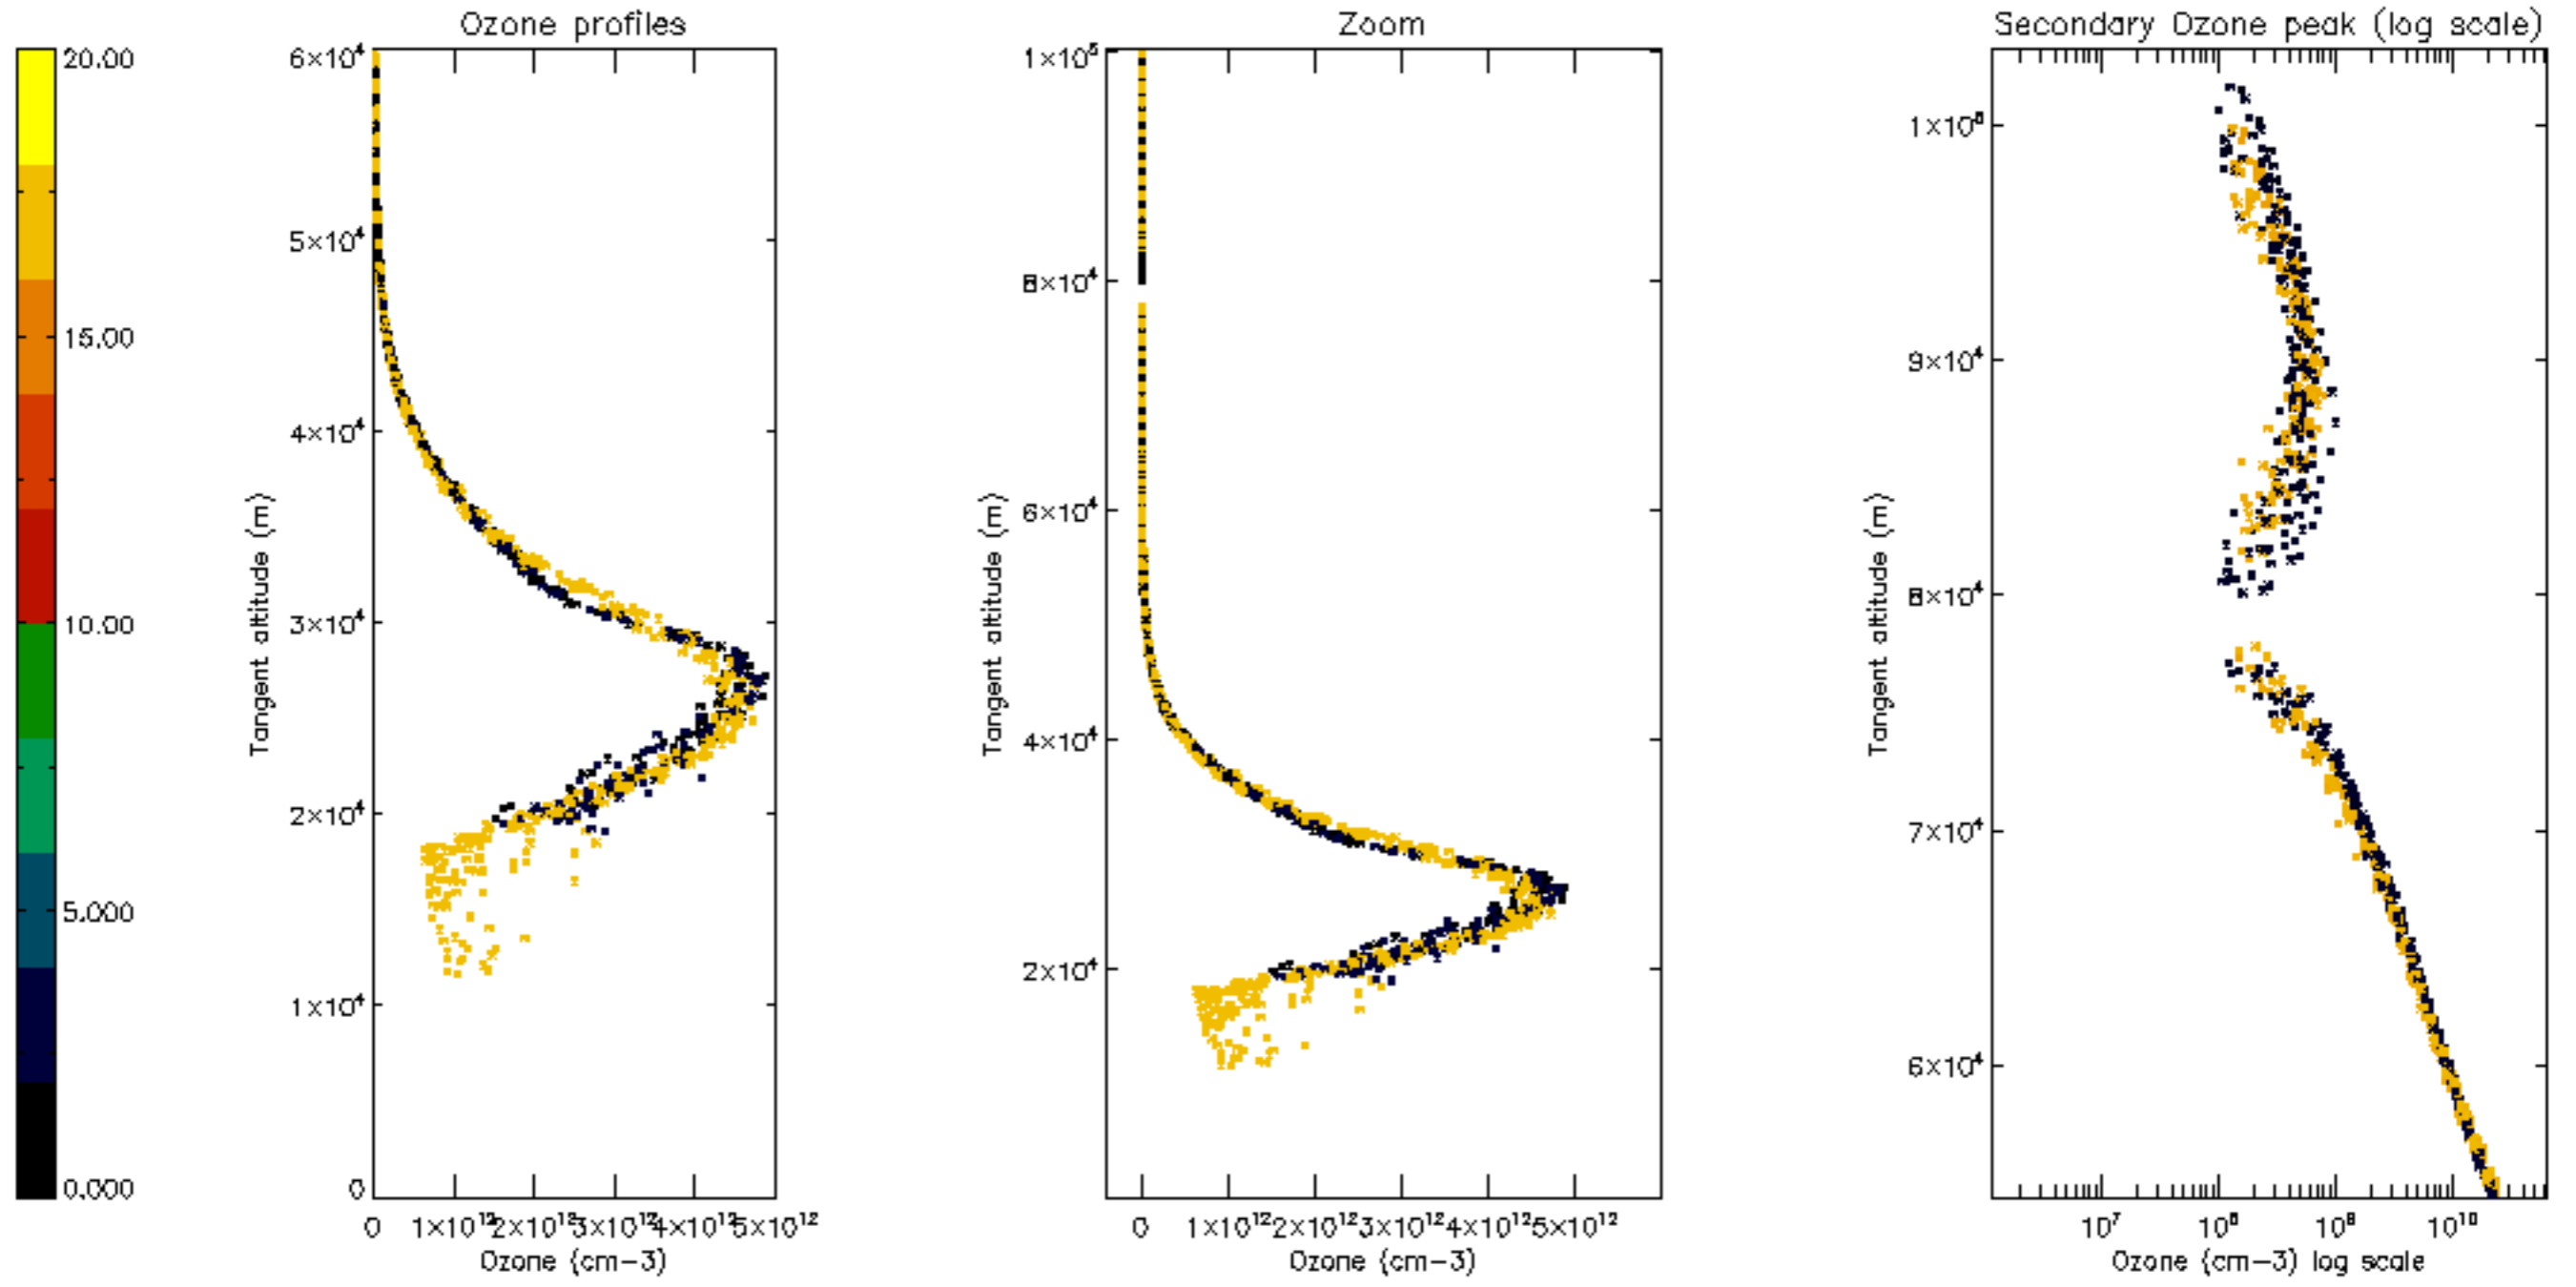 Ozone profiles
Zoom
Secondary Ozone peak (log scale)
20.00
15.00
10.00
5.000
0.000
6×10⁴
5×10⁴
4×10⁴
3×10⁴
2×10⁴
1×10⁴
0
Tangent altitude (m)
0 1×10¹² 2×10¹² 3×10¹² 4×10¹² 5×10¹²
Ozone (cm-3)
1×10⁵
8×10⁴
6×10⁴
4×10⁴
2×10⁴
Tangent altitude (m)
0 1×10¹² 2×10¹² 3×10¹² 4×10¹² 5×10¹²
Ozone (cm-3)
1×10⁵
9×10⁴
8×10⁴
7×10⁴
6×10⁴
Tangent altitude (m)
10⁷ 10⁸ 10⁹ 10¹⁰
Ozone (cm-3) log scale